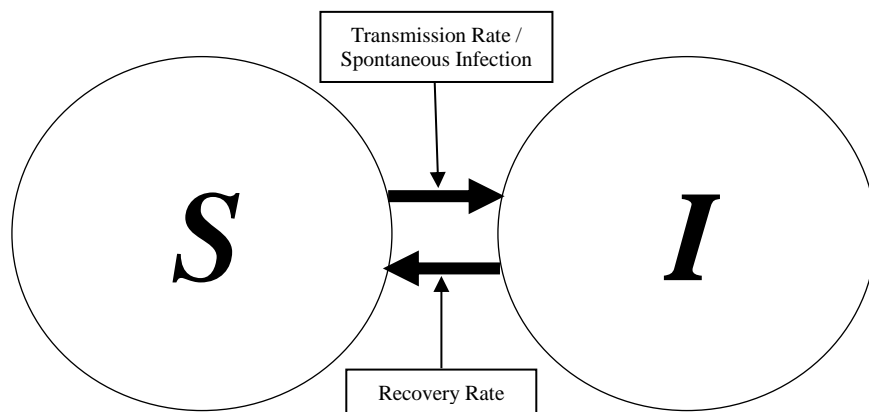 Transmission Rate /
Spontaneous Infection
S
I
Recovery Rate